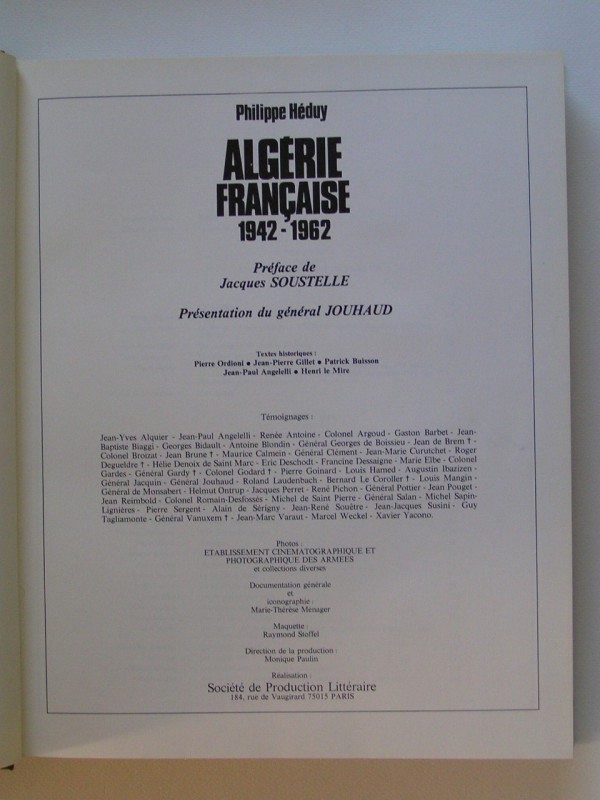 Philippe Héduy
ALGÉRIE
FRANÇAISE
1942-1962
Préface de
Jacques SOUSTELLE
Présentation du général JOUHAUD
Textes historiques :
Pierre Ordioni • Jean-Pierre Gillet • Patrick Buisson
Jean-Paul Angelelli • Henri le Mire
Témoignages :
Jean-Yves Alquier - Jean-Paul Angelelli - Renée Antoine - Colonel Argoud - Gaston Barbet - Jean-
Baptiste Biaggi - Georges Bidault - Antoine Blondin - Général Georges de Boissieu - Jean de Brem † -
Colonel Broizat - Jean Brune † - Maurice Calmein - Général Clément - Jean-Marie Curutchet - Roger
Degueldre † - Hélie Denoix de Saint Marc - Eric Deschodt - Francine Dessaigne - Marie Elbe - Colonel
Gardes - Général Gardy † - Colonel Godard † - Pierre Goinard - Louis Hamed - Augustin Ibazizen -
Général Jacquin - Général Jouhaud - Roland Laudenbach - Bernard Le Corollier † - Louis Mangin -
Général de Monsabert - Helmut Ontrup - Jacques Perret - René Pichon - Général Pottier - Jean Pouget -
Jean Reimbold - Colonel Romain-Desfossés - Michel de Saint Pierre - Général Salan - Michel Sapin-
Lignières - Pierre Sergent - Alain de Sérigny - Jean-René Souètre - Jean-Jacques Susini - Guy
Tagliamonte - Général Vanuxem † - Jean-Marc Varaut - Marcel Weckel - Xavier Yacono.
Photos :
ETABLISSEMENT CINEMATOGRAPHIQUE ET
PHOTOGRAPHIQUE DES ARMEES
et collections diverses
Documentation générale
et
iconographie :
Marie-Thérèse Ménager
Maquette :
Raymond Stoffel
Direction de la production :
Monique Paulin
Réalisation :
Société de Production Littéraire
184, rue de Vaugirard 75015 PARIS